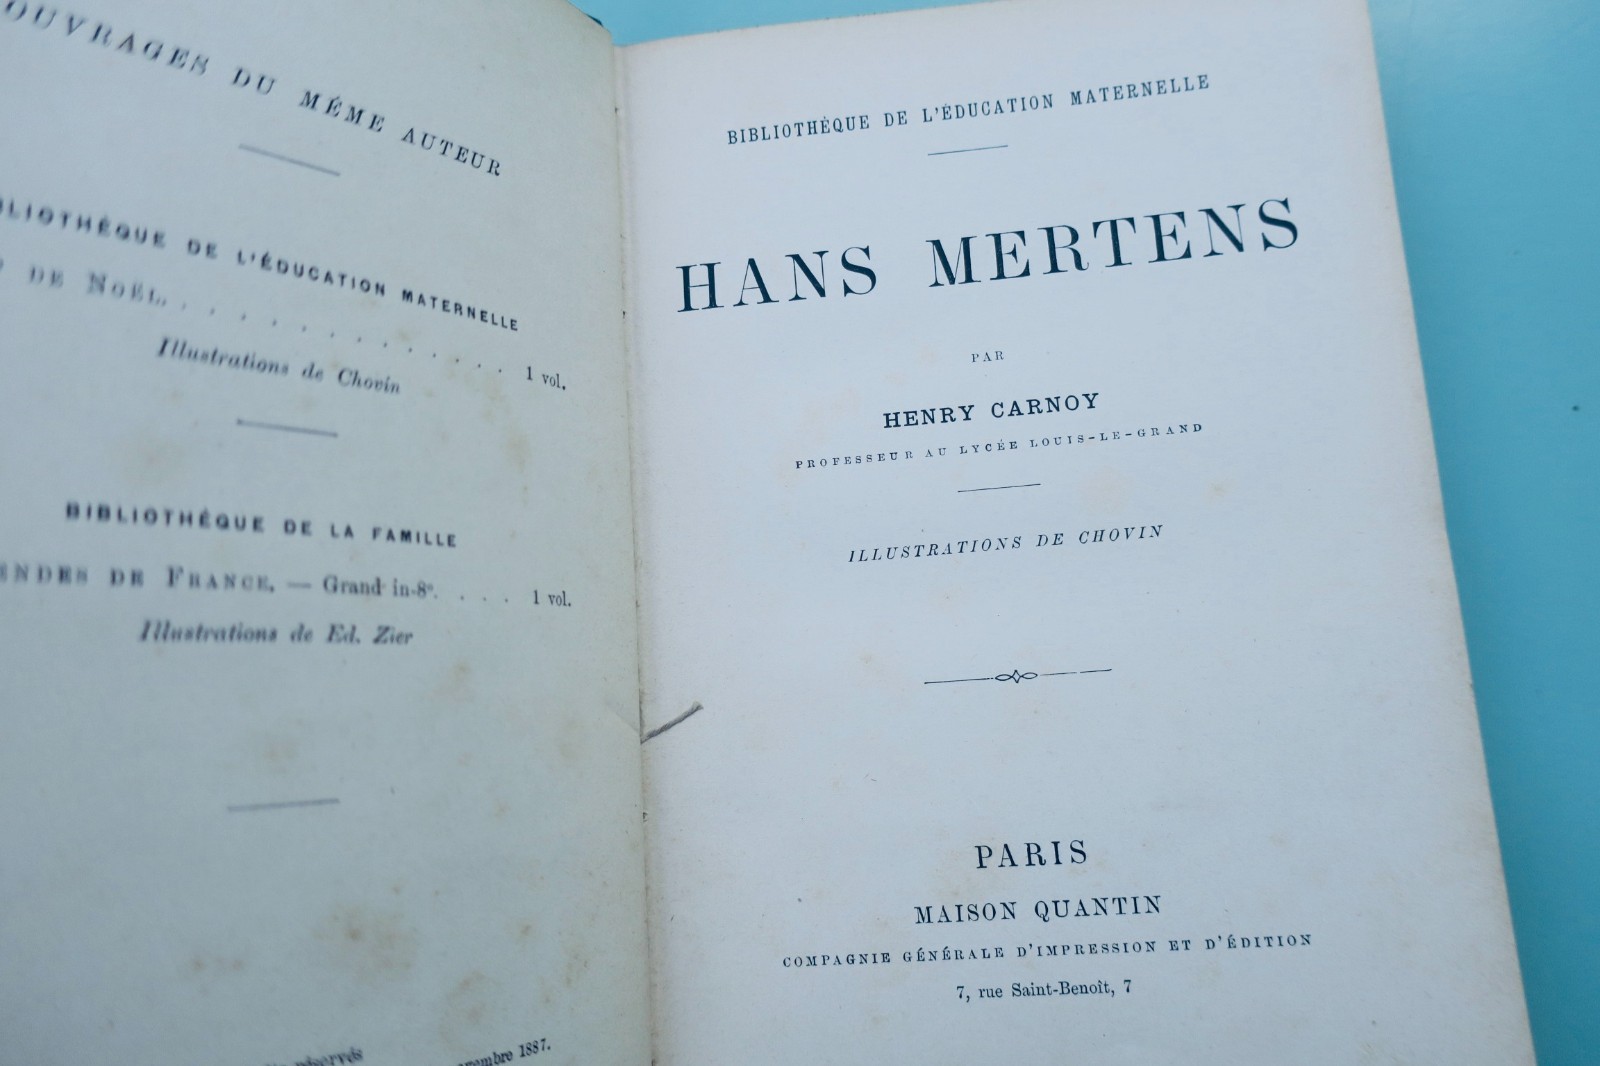 OUVRAGES DU MÊME AUTEUR
DE L'ÉDUCATION MATERNELLE
DE NOËL. . . . . . . . . . . . . 1 vol.
Illustrations de Chovin
BIBLIOTHÈQUE DE LA FAMILLE
DE FRANCE. — Grand in-8°. . . . 1 vol.
Illustrations de Ed. Zier
1887.
BIBLIOTHÈQUE DE L'ÉDUCATION MATERNELLE
HANS MERTENS
PAR
HENRY CARNOY
PROFESSEUR AU LYCÉE LOUIS-LE-GRAND
ILLUSTRATIONS DE CHOVIN
PARIS
MAISON QUANTIN
COMPAGNIE GÉNÉRALE D'IMPRESSION ET D'ÉDITION
7, rue Saint-Benoît, 7